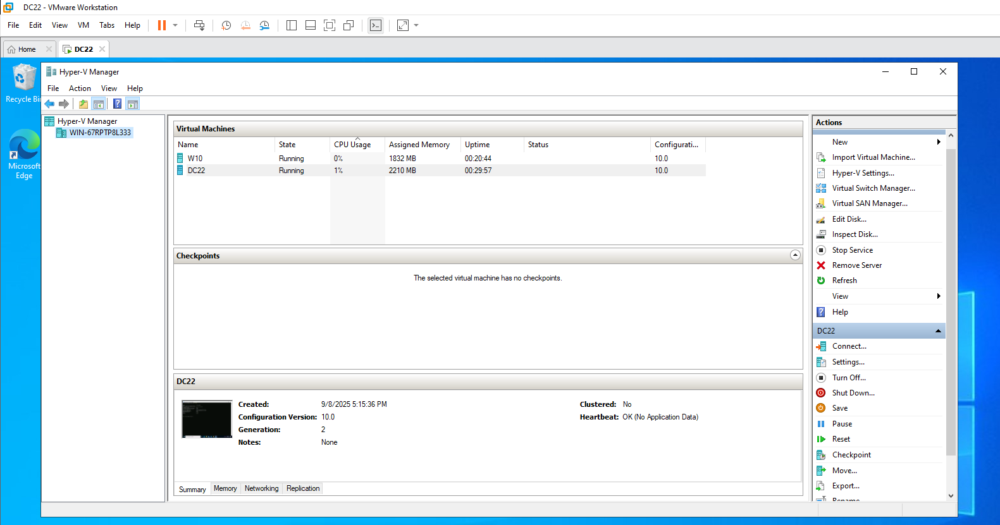 DC22 - VMware Workstation
File Edit View VM Tabs Help
Home DC22
Recycle Bi
Microsoft
Edge
Hyper-V Manager
File Action View Help
Hyper-V Manager
WIN-67RPTP8L333
Virtual Machines
Name State CPU Usage Assigned Memory Uptime Status Configurati...
W10 Running 0% 1832 MB 00:20:44 10.0
DC22 Running 1% 2210 MB 00:29:57 10.0
Checkpoints
The selected virtual machine has no checkpoints.
DC22
Created: 9/8/2025 5:15:36 PM Clustered: No
Configuration Version: 10.0 Heartbeat: OK (No Application Data)
Generation: 2
Notes: None
Summary Memory Networking Replication
Actions
New
Import Virtual Machine...
Hyper-V Settings...
Virtual Switch Manager...
Virtual SAN Manager...
Edit Disk...
Inspect Disk...
Stop Service
Remove Server
Refresh
View
Help
DC22
Connect...
Settings...
Turn Off...
Shut Down...
Save
Pause
Reset
Checkpoint
Move...
Export...
Rename...